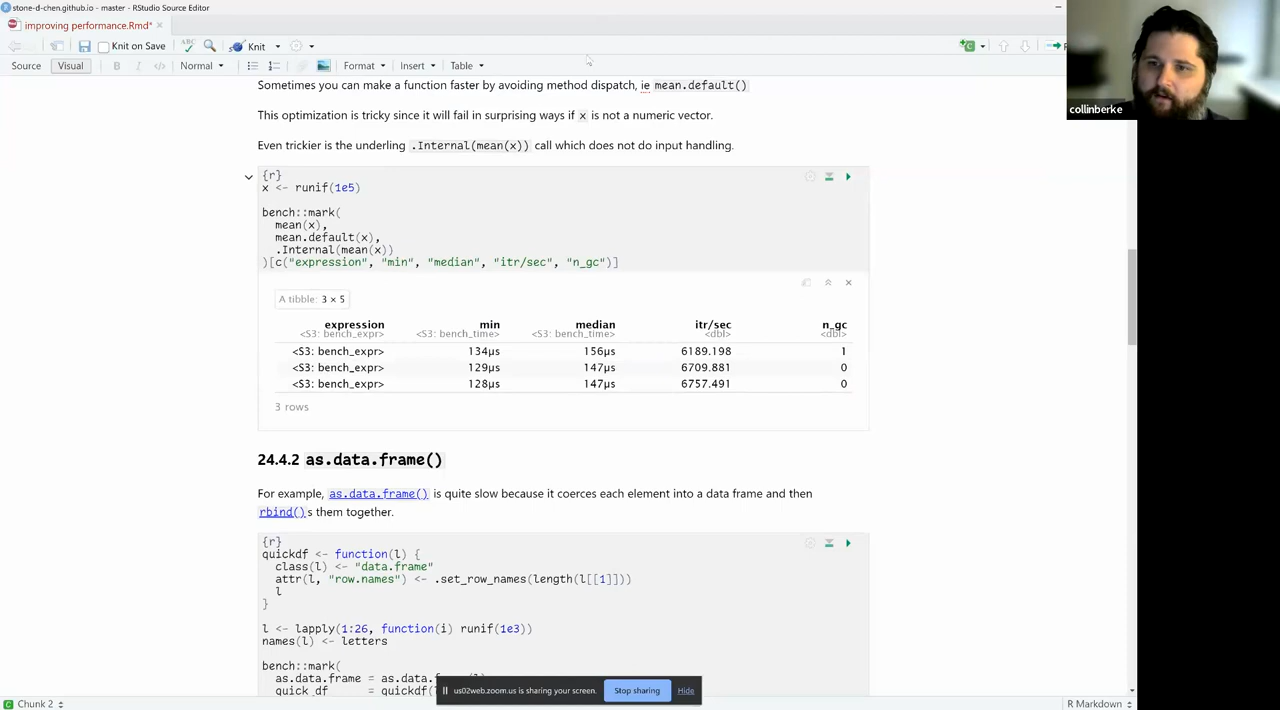 stone-d-chen.github.io - master - RStudio Source Editor
improving performance.Rmd*
Knit on Save
ABC
Knit
Source Visual B I </> Normal Format Insert Table
Sometimes you can make a function faster by avoiding method dispatch, ie mean.default()
This optimization is tricky since it will fail in surprising ways if x is not a numeric vector.
Even trickier is the underling .Internal(mean(x)) call which does not do input handling.
{r}
x <- runif(1e5)
bench::mark(
mean(x),
mean.default(x),
.Internal(mean(x))
)[c("expression", "min", "median", "itr/sec", "n_gc")]
A tibble: 3 × 5
expression min median itr/sec n_gc
<S3: bench_expr> <S3: bench_time> <S3: bench_time> <dbl> <dbl>
<S3: bench_expr> 134µs 156µs 6189.198 1
<S3: bench_expr> 129µs 147µs 6709.881 0
<S3: bench_expr> 128µs 147µs 6757.491 0
3 rows
24.4.2 as.data.frame()
For example, as.data.frame() is quite slow because it coerces each element into a data frame and then
rbind()s them together.
{r}
quickdf <- function(l) {
class(l) <- "data.frame"
attr(l, "row.names") <- .set_row_names(length(l[[1]]))
l
}
l <- lapply(1:26, function(i) runif(1e3))
names(l) <- letters
bench::mark(
as.data.frame =
quick_df = quickdf(
us02web.zoom.us is sharing your screen. Stop sharing Hide
Chunk 2
R Markdown
collinberke